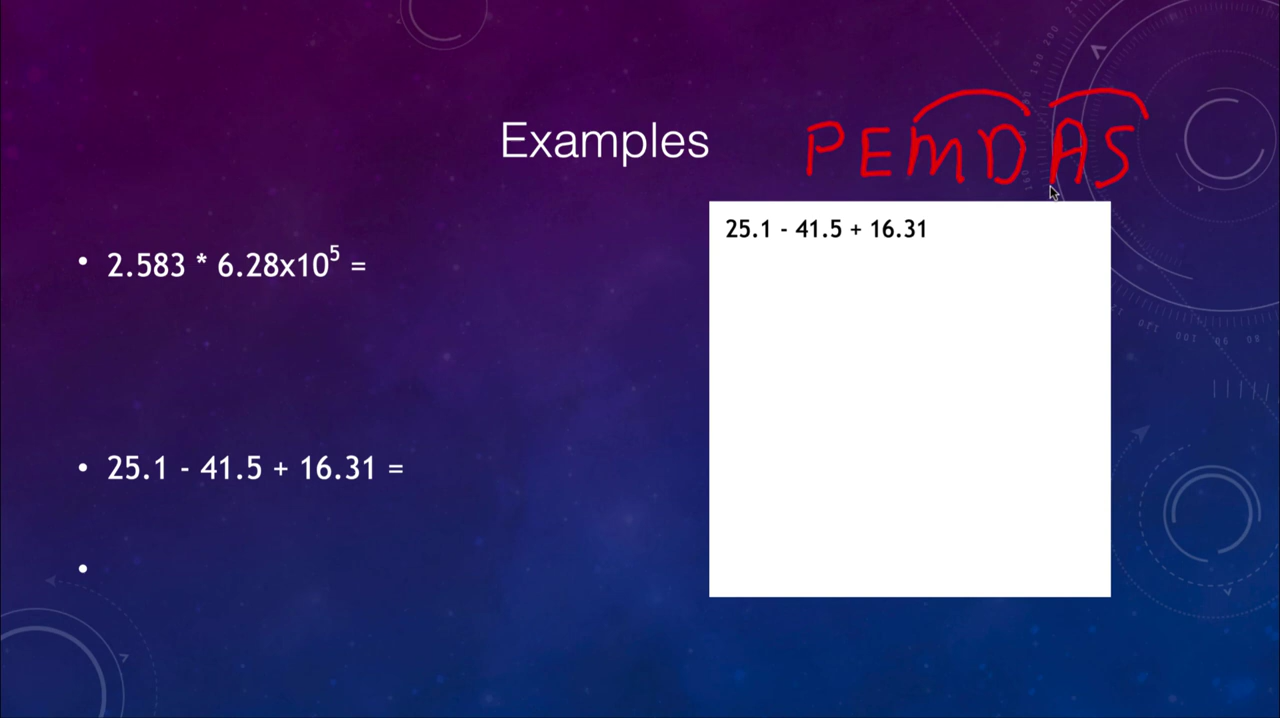 Examples
PEMDAS
25.1 - 41.5 + 16.31
• 2.583 * 6.28x10⁵ =
• 25.1 - 41.5 + 16.31 =
•